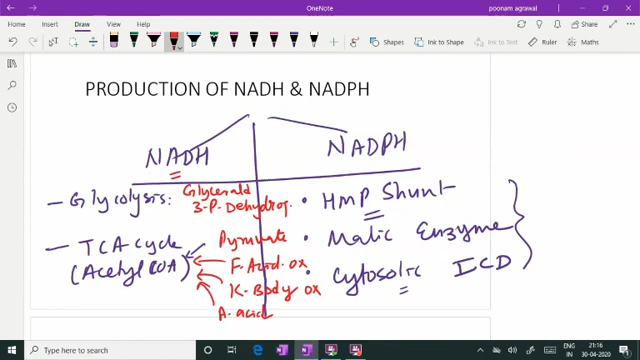 OneNote
poonam agrawal
File Home Insert Draw View Help
Shapes Ink to Shape Ink to Text Ruler Maths
PRODUCTION OF NADH & NADPH
NADH
NADPH
- Glycolysis: Glycerald
3-P-Dehydrog.
• HMP Shunt
- TCA cycle
(Acetyl COA)
Pyruvate
F. Acid ox
K. Body ox
A. acid
• Malic Enzyme
• Cytosolic ICD
Type here to search
ENG
IN
21:16
30-04-2020